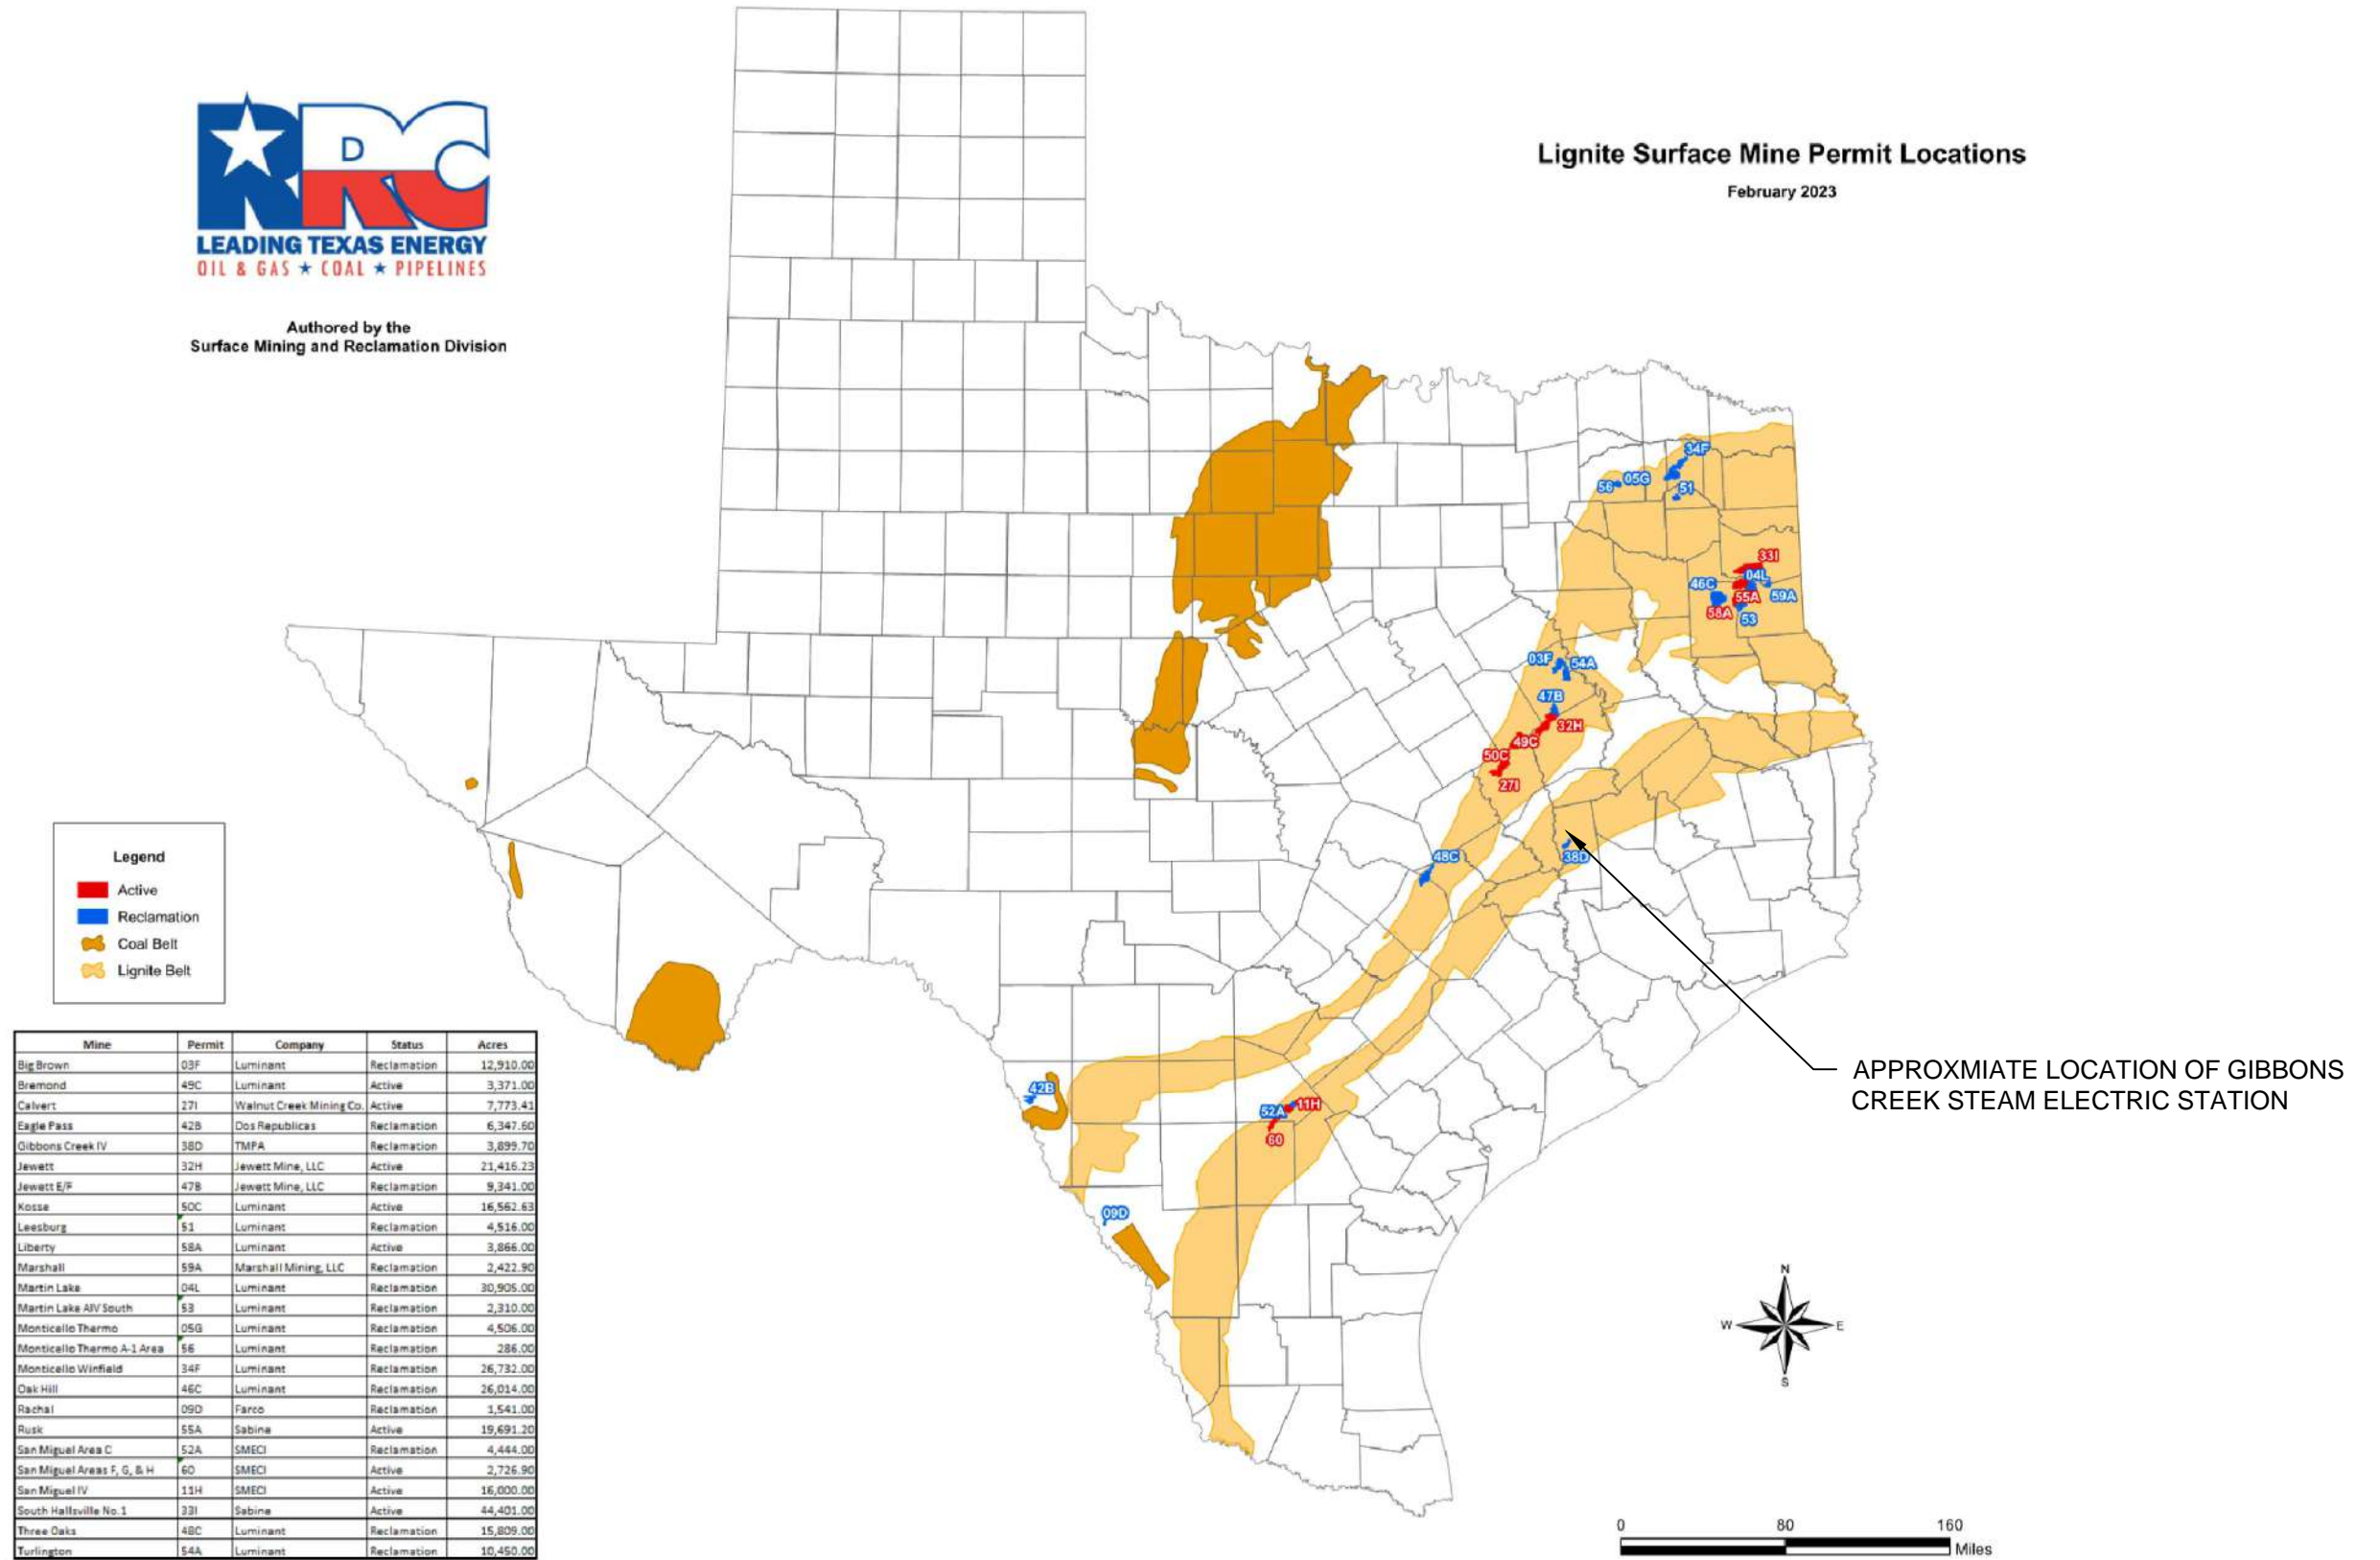 RRC
LEADING TEXAS ENERGY
OIL & GAS ★ COAL ★ PIPELINES
Authored by the
Surface Mining and Reclamation Division
Lignite Surface Mine Permit Locations
February 2023
34F
05G
56
51
33I
04L
46C
55A
59A
58A
53
03F
54A
47B
32H
49C
50C
27I
48C
38D
42B
52A
11H
60
09D
Legend
Active
Reclamation
Coal Belt
Lignite Belt
APPROXMIATE LOCATION OF GIBBONS
CREEK STEAM ELECTRIC STATION
Mine Permit Company Status Acres
Big Brown 03F Luminant Reclamation 12,910.00
Bremond 49C Luminant Active 3,371.00
Calvert 27I Walnut Creek Mining Co. Active 7,773.41
Eagle Pass 42B Dos Republicas Reclamation 6,347.60
Gibbons Creek IV 38D TMPA Reclamation 3,899.70
Jewett 32H Jewett Mine, LLC Active 21,416.23
Jewett E/F 47B Jewett Mine, LLC Reclamation 9,341.00
Kosse 50C Luminant Active 16,562.63
Leesburg 51 Luminant Reclamation 4,516.00
Liberty 58A Luminant Active 3,866.00
Marshall 59A Marshall Mining, LLC Reclamation 2,422.90
Martin Lake 04L Luminant Reclamation 30,905.00
Martin Lake AIV South 53 Luminant Reclamation 2,310.00
Monticello Thermo 05G Luminant Reclamation 4,506.00
Monticello Thermo A-1 Area 56 Luminant Reclamation 286.00
Monticello Winfield 34F Luminant Reclamation 26,732.00
Oak Hill 46C Luminant Reclamation 26,014.00
Rachal 09D Farco Reclamation 1,541.00
Rusk 55A Sabine Active 19,691.20
San Miguel Area C 52A SMECI Reclamation 4,444.00
San Miguel Areas F, G, & H 60 SMECI Active 2,726.90
San Miguel IV 11H SMECI Active 16,000.00
South Hallsville No.1 33I Sabine Active 44,401.00
Three Oaks 48C Luminant Reclamation 15,809.00
Turlington 54A Luminant Reclamation 10,450.00
N
W E
S
0 80 160
Miles